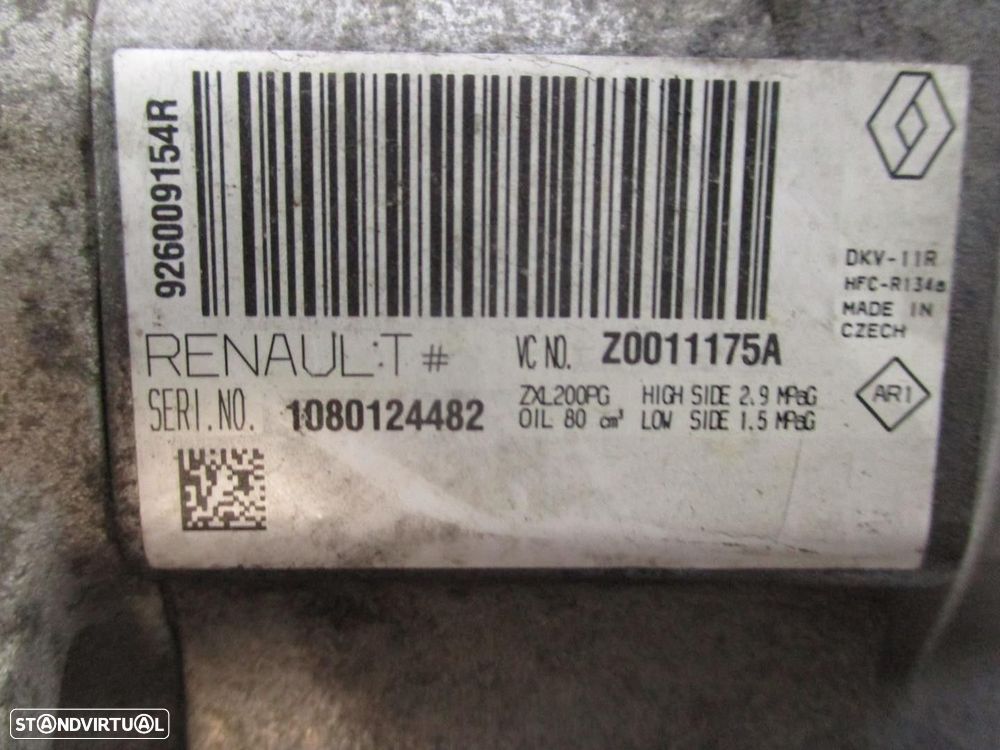 926009154R
DKV-11R
HFC-R134a
MADE IN
CZECH
RENAULT #
VC NO. Z0011175A
SERI.NO. 1080124482
ZXL200PG HIGH SIDE 2.9 MPaG
OIL 80 cm³ LOW SIDE 1.5 MPaG
AR1
STANDVIRTUAL